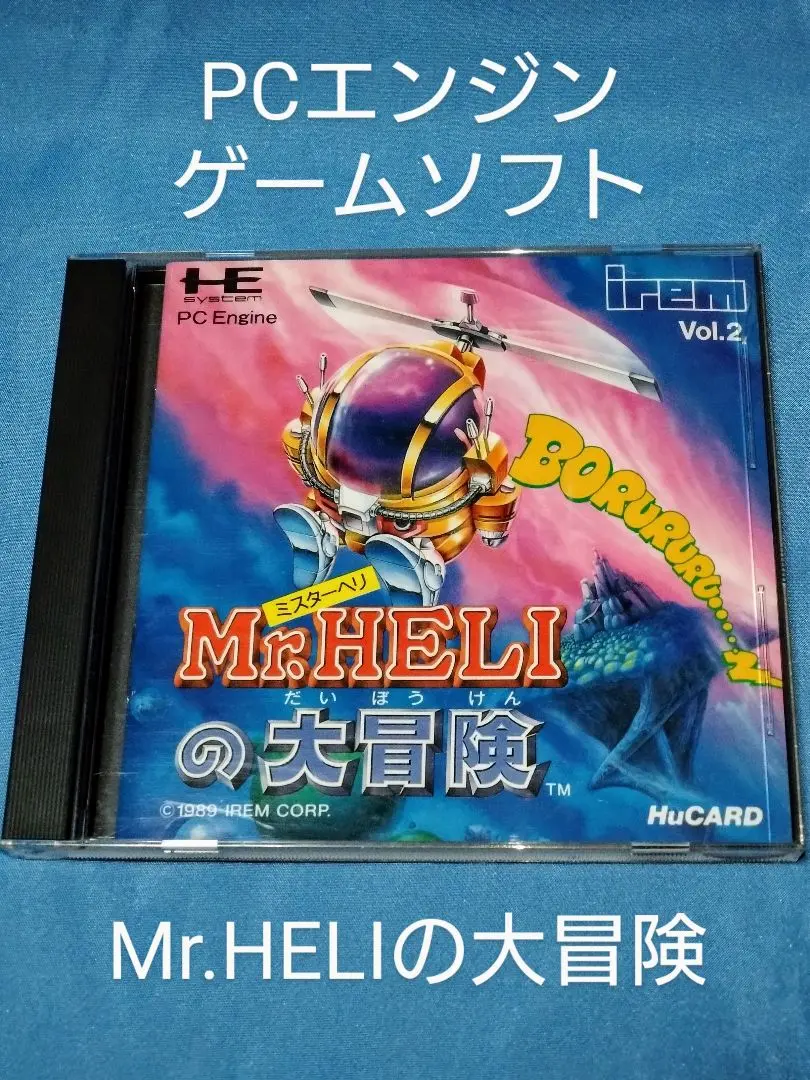 PCエンジン
ゲームソフト
HE
system
PC Engine
irem
Vol.2
BORURURU....
ミスターヘリ
Mr.HELI
だいぼうけん
の大冒険
TM
©1989 IREM CORP.
HuCARD
Mr.HELIの大冒険